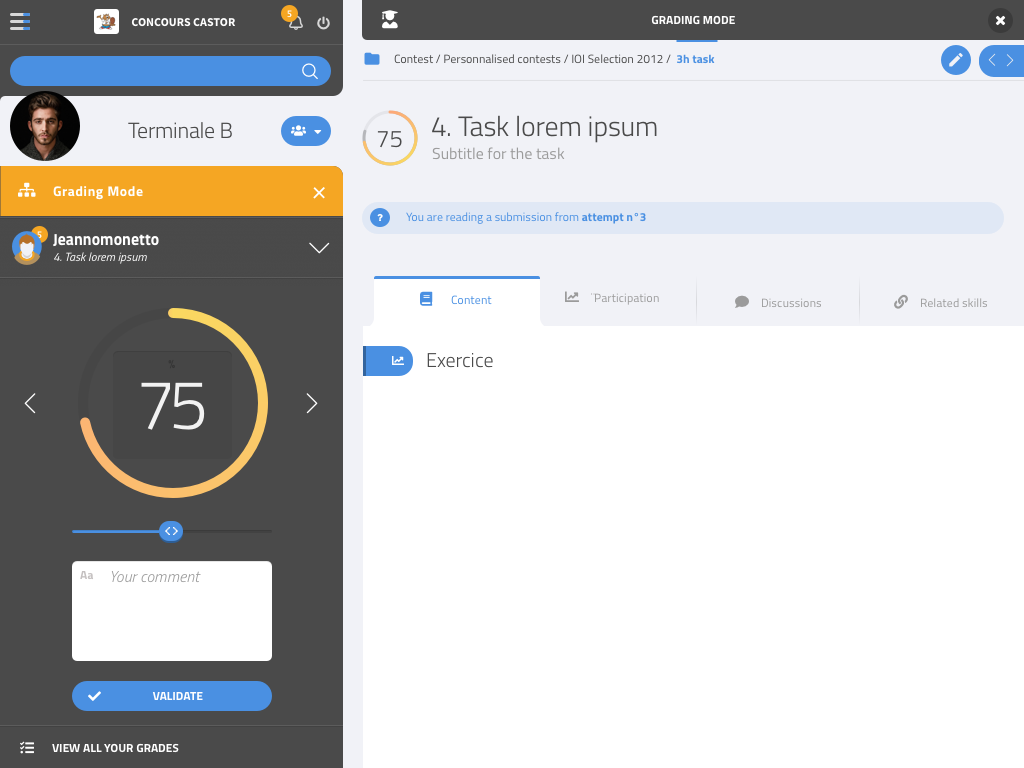 CONCOURS CASTOR
5
GRADING MODE
Contest / Personnalised contests / IOI Selection 2012 / 3h task
Terminale B
75
4. Task lorem ipsum
Subtitle for the task
Grading Mode
? You are reading a submission from attempt n°3
5
Jeannomonetto
4. Task lorem ipsum
Content
Participation
Discussions
Related skills
Exercice
%
75
Aa Your comment
VALIDATE
VIEW ALL YOUR GRADES